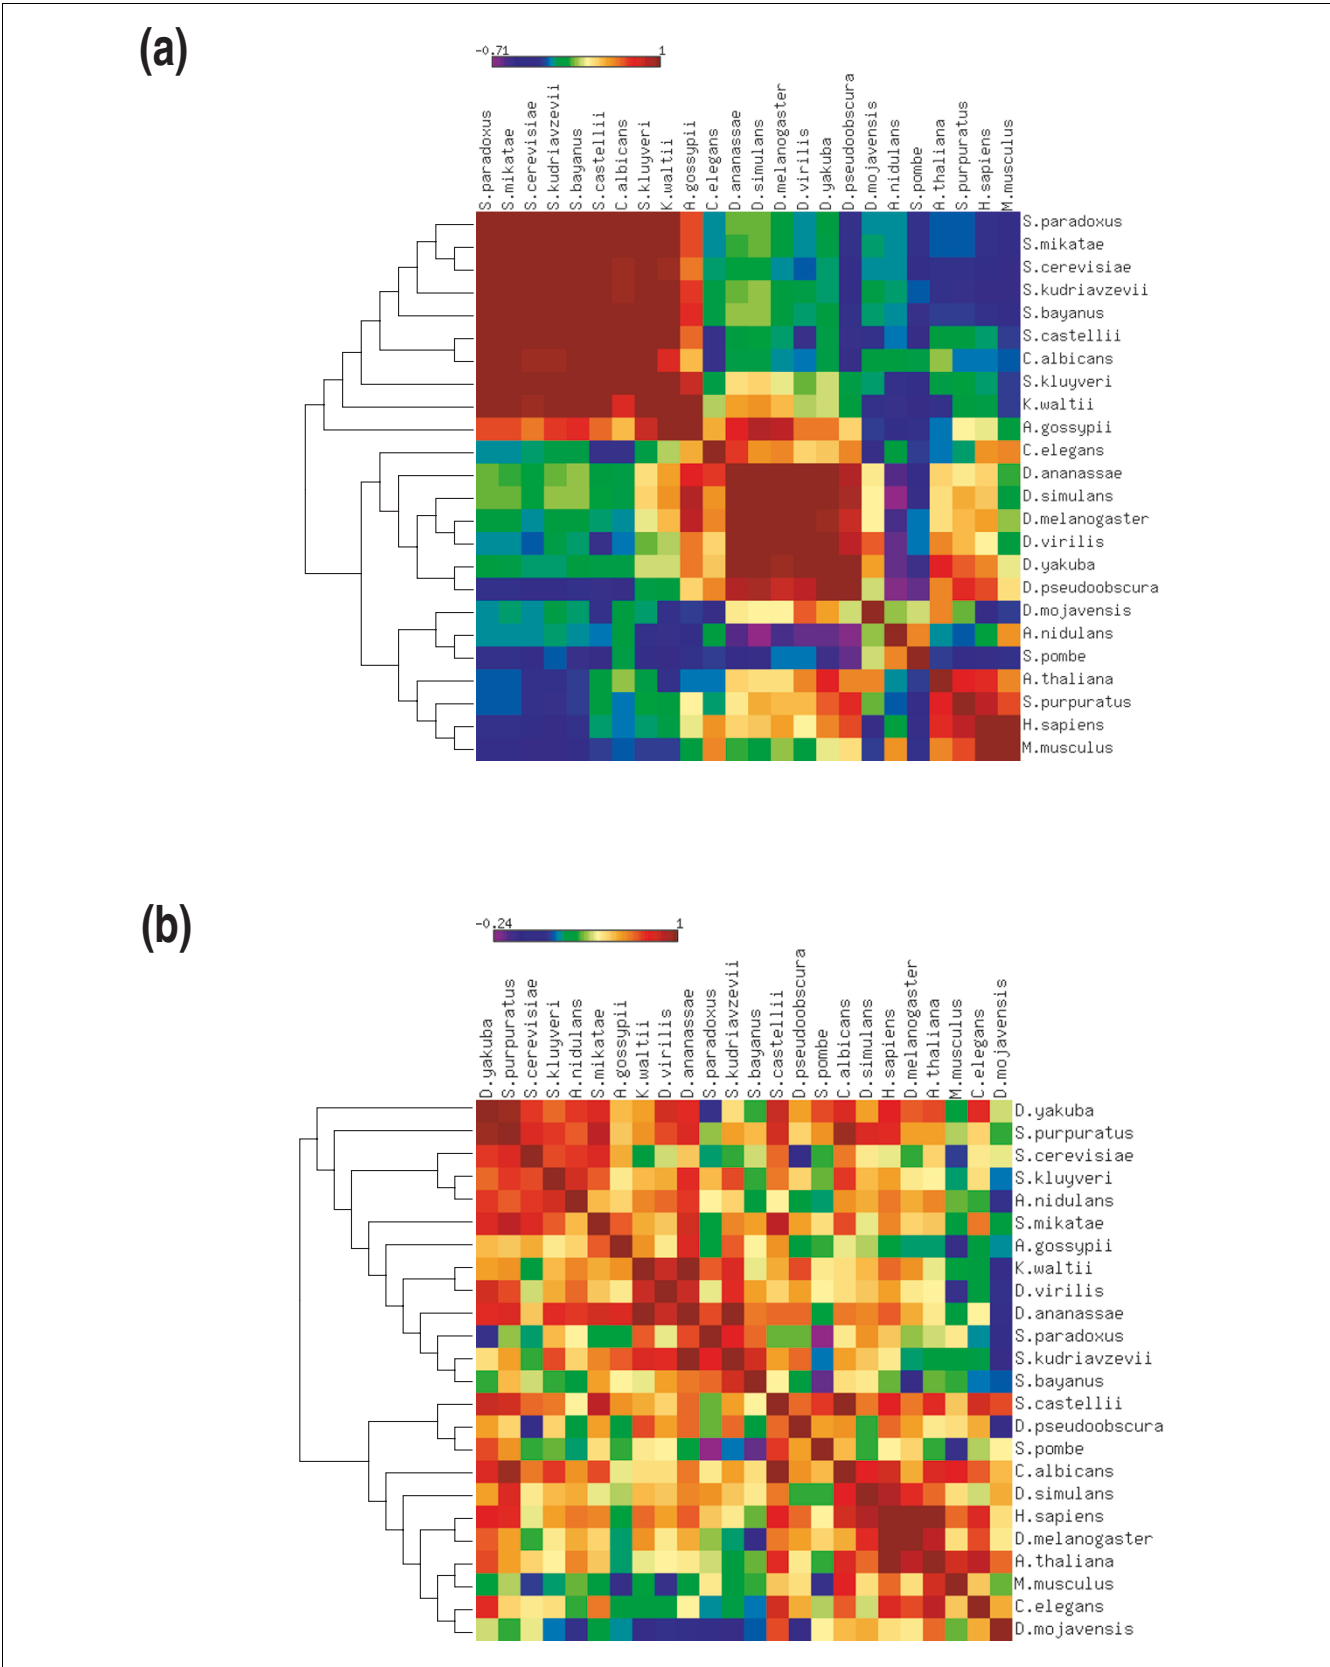 (a)
-0.71 1
S.paradoxus
S.mikatae
S.cerevisiae
S.kudriavzevii
S.bayanus
S.castellii
C.albicans
S.kluyveri
K.waltii
A.gossypii
C.elegans
D.ananassae
D.simulans
D.melanogaster
D.virilis
D.yakuba
D.pseudoobscura
D.mojavensis
A.nidulans
S.pombe
A.thaliana
S.purpuratus
H.sapiens
M.musculus
S.paradoxus
S.mikatae
S.cerevisiae
S.kudriavzevii
S.bayanus
S.castellii
C.albicans
S.kluyveri
K.waltii
A.gossypii
C.elegans
D.ananassae
D.simulans
D.melanogaster
D.virilis
D.yakuba
D.pseudoobscura
D.mojavensis
A.nidulans
S.pombe
A.thaliana
S.purpuratus
H.sapiens
M.musculus
(b)
-0.24 1
D.yakuba
S.purpuratus
S.cerevisiae
S.kluyveri
A.nidulans
S.mikatae
A.gossypii
K.waltii
D.virilis
D.ananassae
S.paradoxus
S.kudriavzevii
S.bayanus
S.castellii
D.pseudoobscura
S.pombe
C.albicans
D.simulans
H.sapiens
D.melanogaster
A.thaliana
M.musculus
C.elegans
D.mojavensis
D.yakuba
S.purpuratus
S.cerevisiae
S.kluyveri
A.nidulans
S.mikatae
A.gossypii
K.waltii
D.virilis
D.ananassae
S.paradoxus
S.kudriavzevii
S.bayanus
S.castellii
D.pseudoobscura
S.pombe
C.albicans
D.simulans
H.sapiens
D.melanogaster
A.thaliana
M.musculus
C.elegans
D.mojavensis